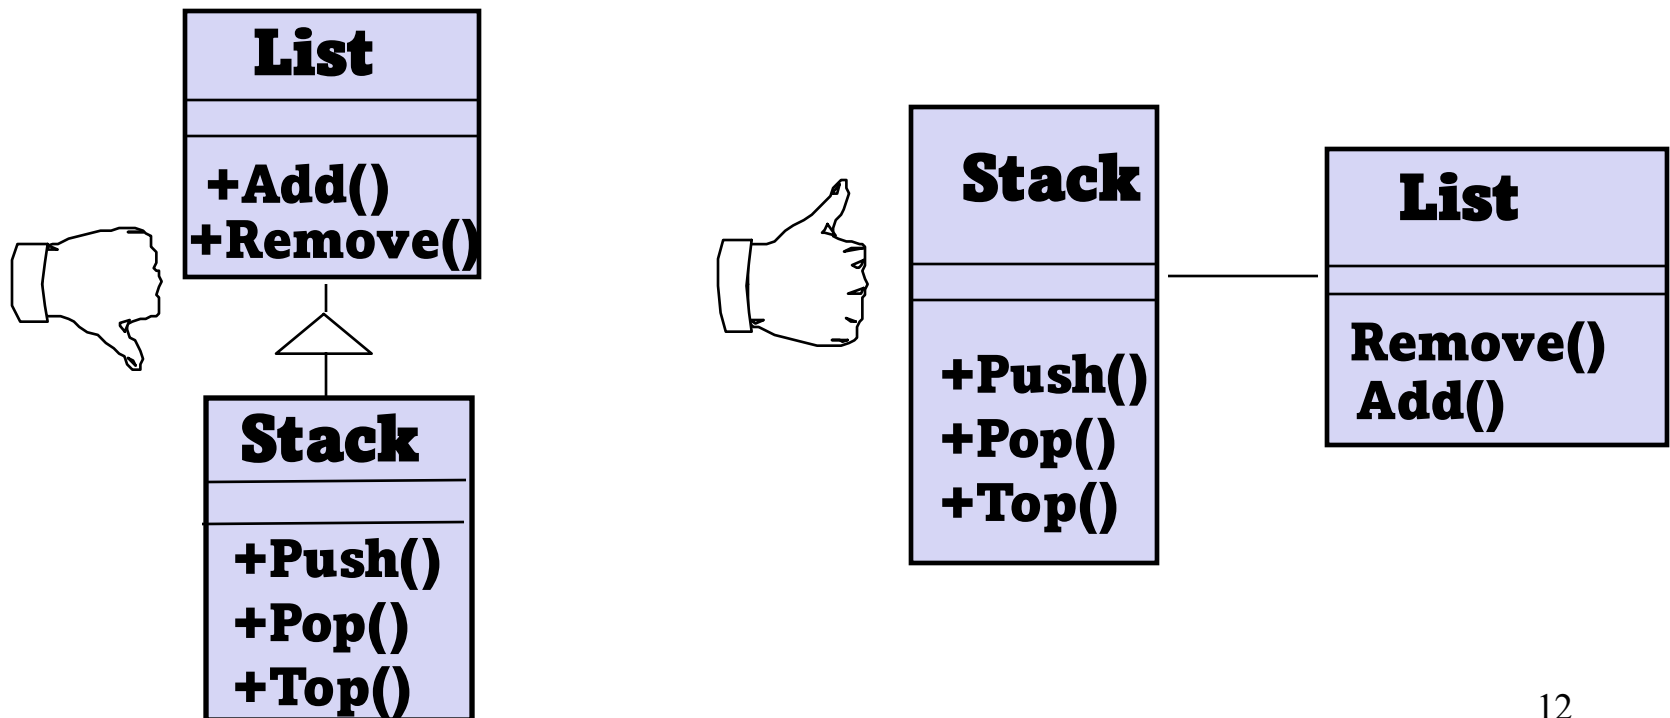 List
+Add()
+Remove()
Stack
+Push()
+Pop()
+Top()
Stack
+Push()
+Pop()
+Top()
List
Remove()
Add()
12